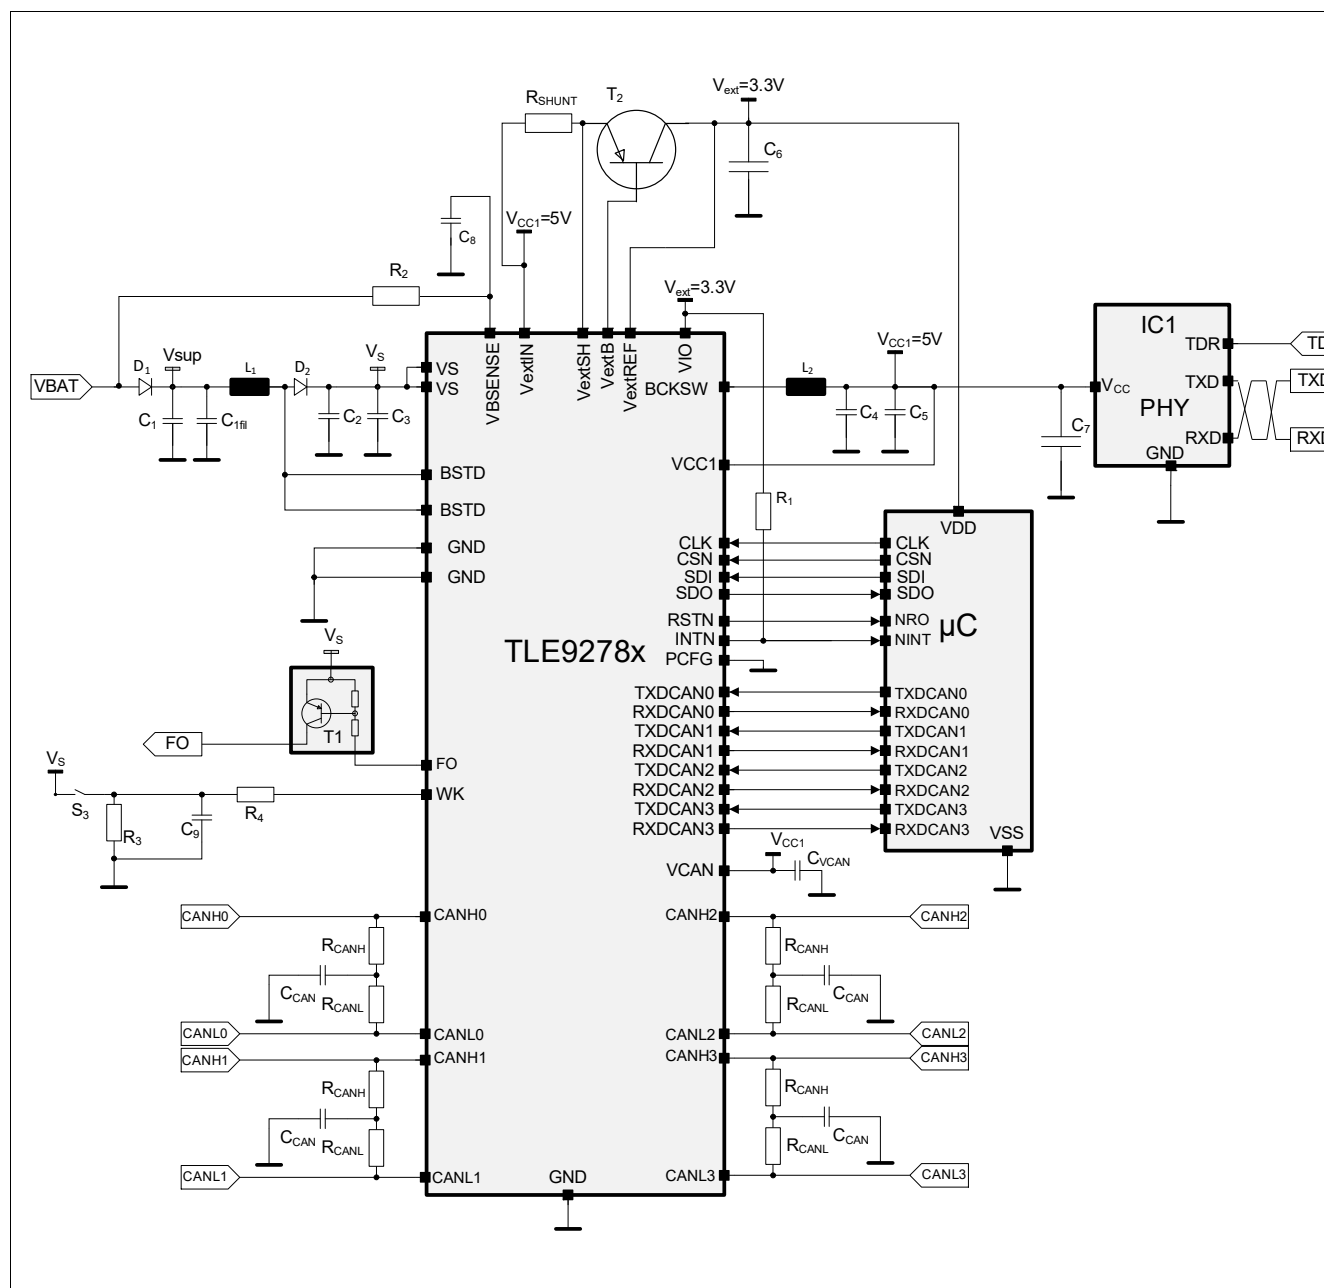 Vext=3.3V
RSHUNT
T2
C6
VCC1=5V
C8
R2
Vext=3.3V
IC1
TDR
TD
Vsup
VBAT
D1
L1
D2
VS
VS
VS
VBSENSE
VextIN
VextSH
VextB
VextREF
VIO
BCKSW
L2
VCC1=5V
VCC
TXD
TXD
PHY
RXD
RXD
GND
C1
C1fil
C2
C3
C4
C5
C7
BSTD
VCC1
BSTD
R1
VDD
GND
CLK
CLK
CSN
CSN
GND
SDI
SDI
SDO
SDO
RSTN
NRO
µC
VS
TLE9278x
INTN
NINT
PCFG
TXDCAN0
TXDCAN0
RXDCAN0
RXDCAN0
T1
TXDCAN1
TXDCAN1
FO
RXDCAN1
RXDCAN1
FO
TXDCAN2
TXDCAN2
VS
WK
RXDCAN2
RXDCAN2
S3
R4
TXDCAN3
TXDCAN3
R3
C9
RXDCAN3
RXDCAN3
VSS
VCC1
VCAN
CVCAN
CANH0
CANH0
CANH2
CANH2
RCANH
RCANH
CCAN
RCANL
RCANL
CCAN
CANL0
CANL0
CANL2
CANL2
CANH1
CANH1
CANH3
CANH3
RCANH
RCANH
CCAN
RCANL
RCANL
CCAN
CANL1
CANL1
GND
CANL3
CANL3